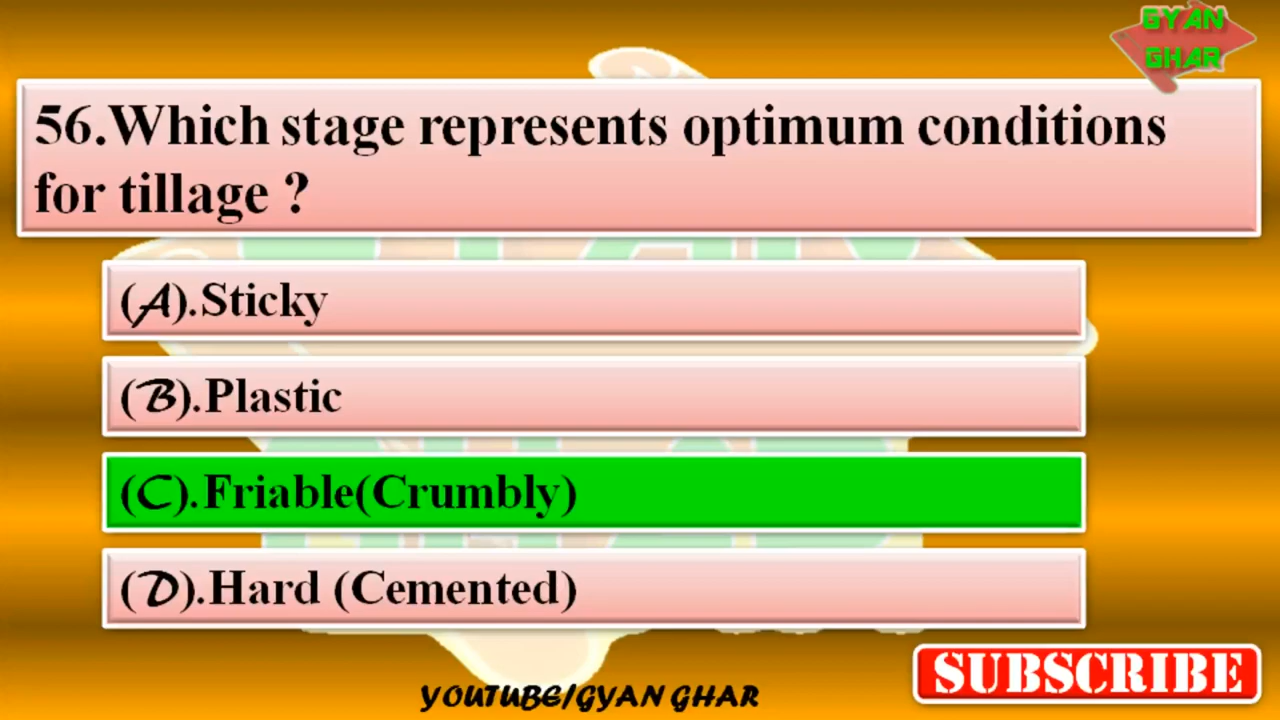 GYAN
GHAR
56.Which stage represents optimum conditions
for tillage ?
(A).Sticky
(B).Plastic
(C).Friable(Crumbly)
(D).Hard (Cemented)
SUBSCRIBE
YOUTUBE/GYAN GHAR